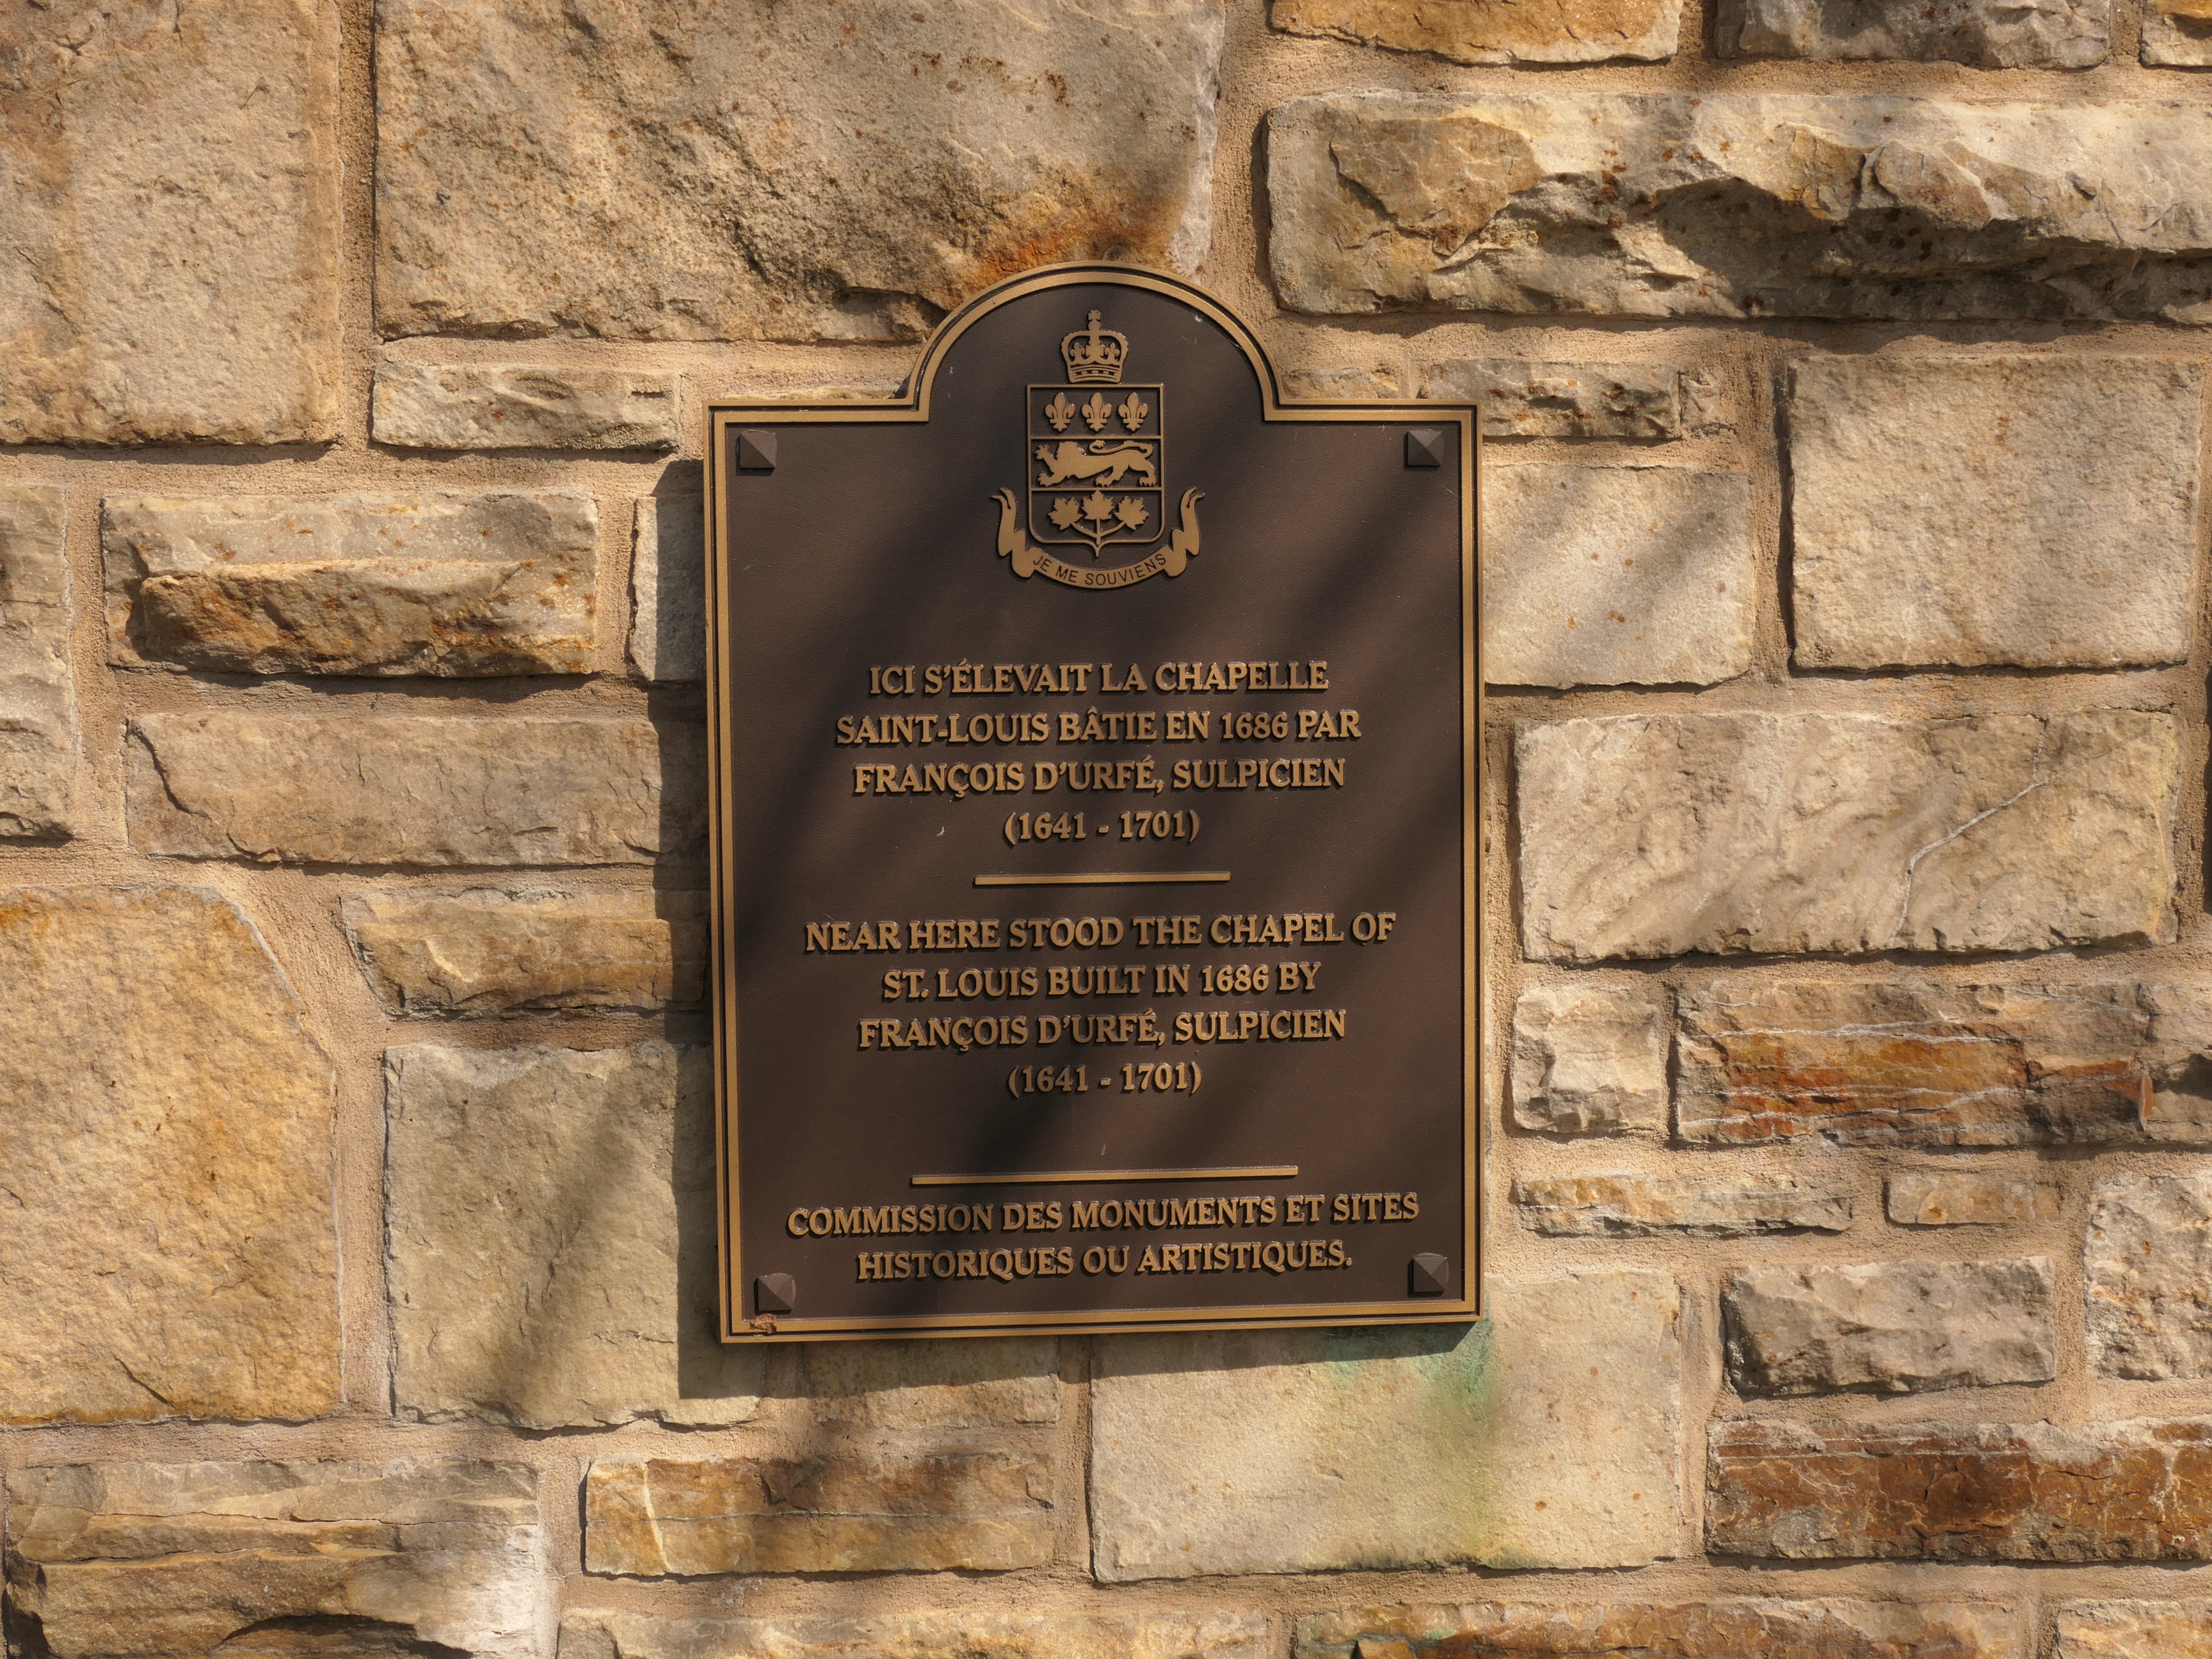 JE ME SOUVIENS
ICI S'ÉLEVAIT LA CHAPELLE
SAINT-LOUIS BÂTIE EN 1686 PAR
FRANÇOIS D'URFÉ, SULPICIEN
(1641 - 1701)
NEAR HERE STOOD THE CHAPEL OF
ST. LOUIS BUILT IN 1686 BY
FRANÇOIS D'URFÉ, SULPICIEN
(1641 - 1701)
COMMISSION DES MONUMENTS ET SITES
HISTORIQUES OU ARTISTIQUES.